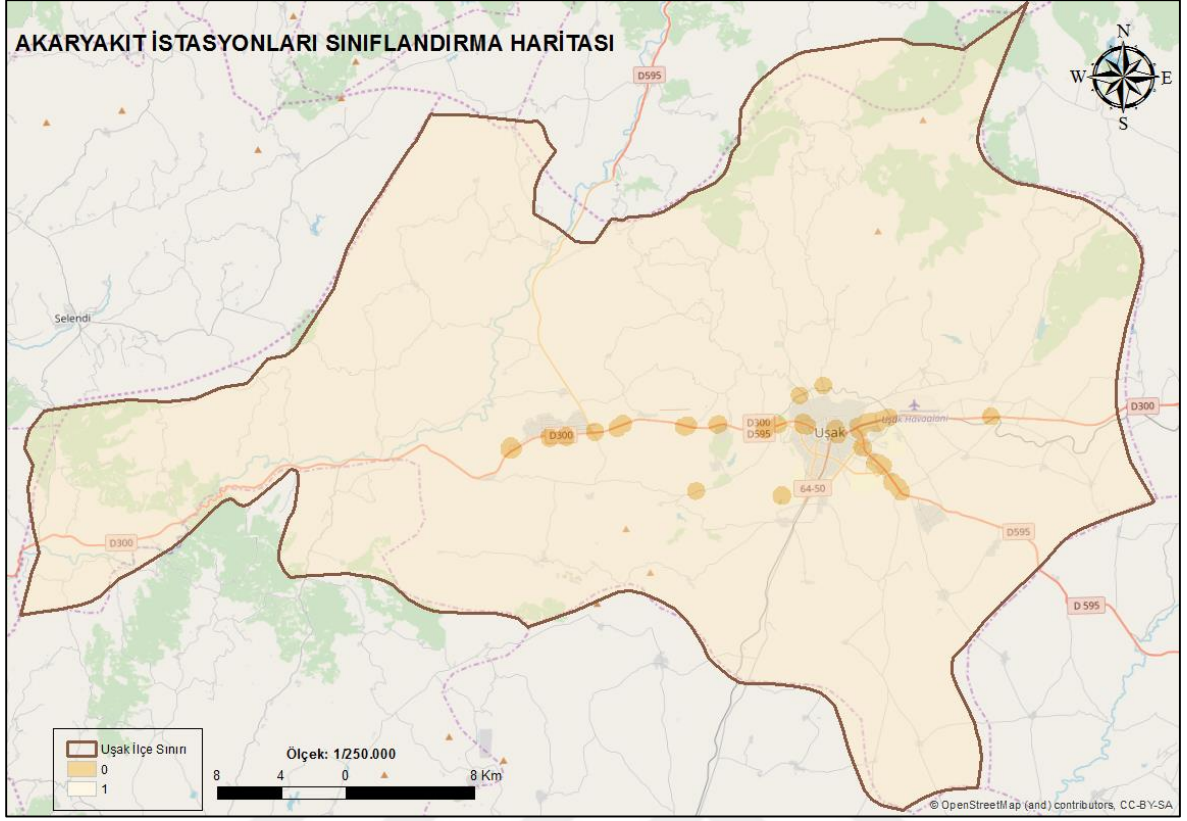 AKARYAKIT İSTASYONLARI SINIFLANDIRMA HARİTASI
N
W
E
S
D595
Selendi
D300
D300
D595
Uşak
Uşak Havaalanı
D300
D300
64-50
D595
D300
D 595
Uşak İlçe Sınırı
0
1
Ölçek: 1/250.000
8 4 0 8 Km
© OpenStreetMap (and) contributors, CC-BY-SA